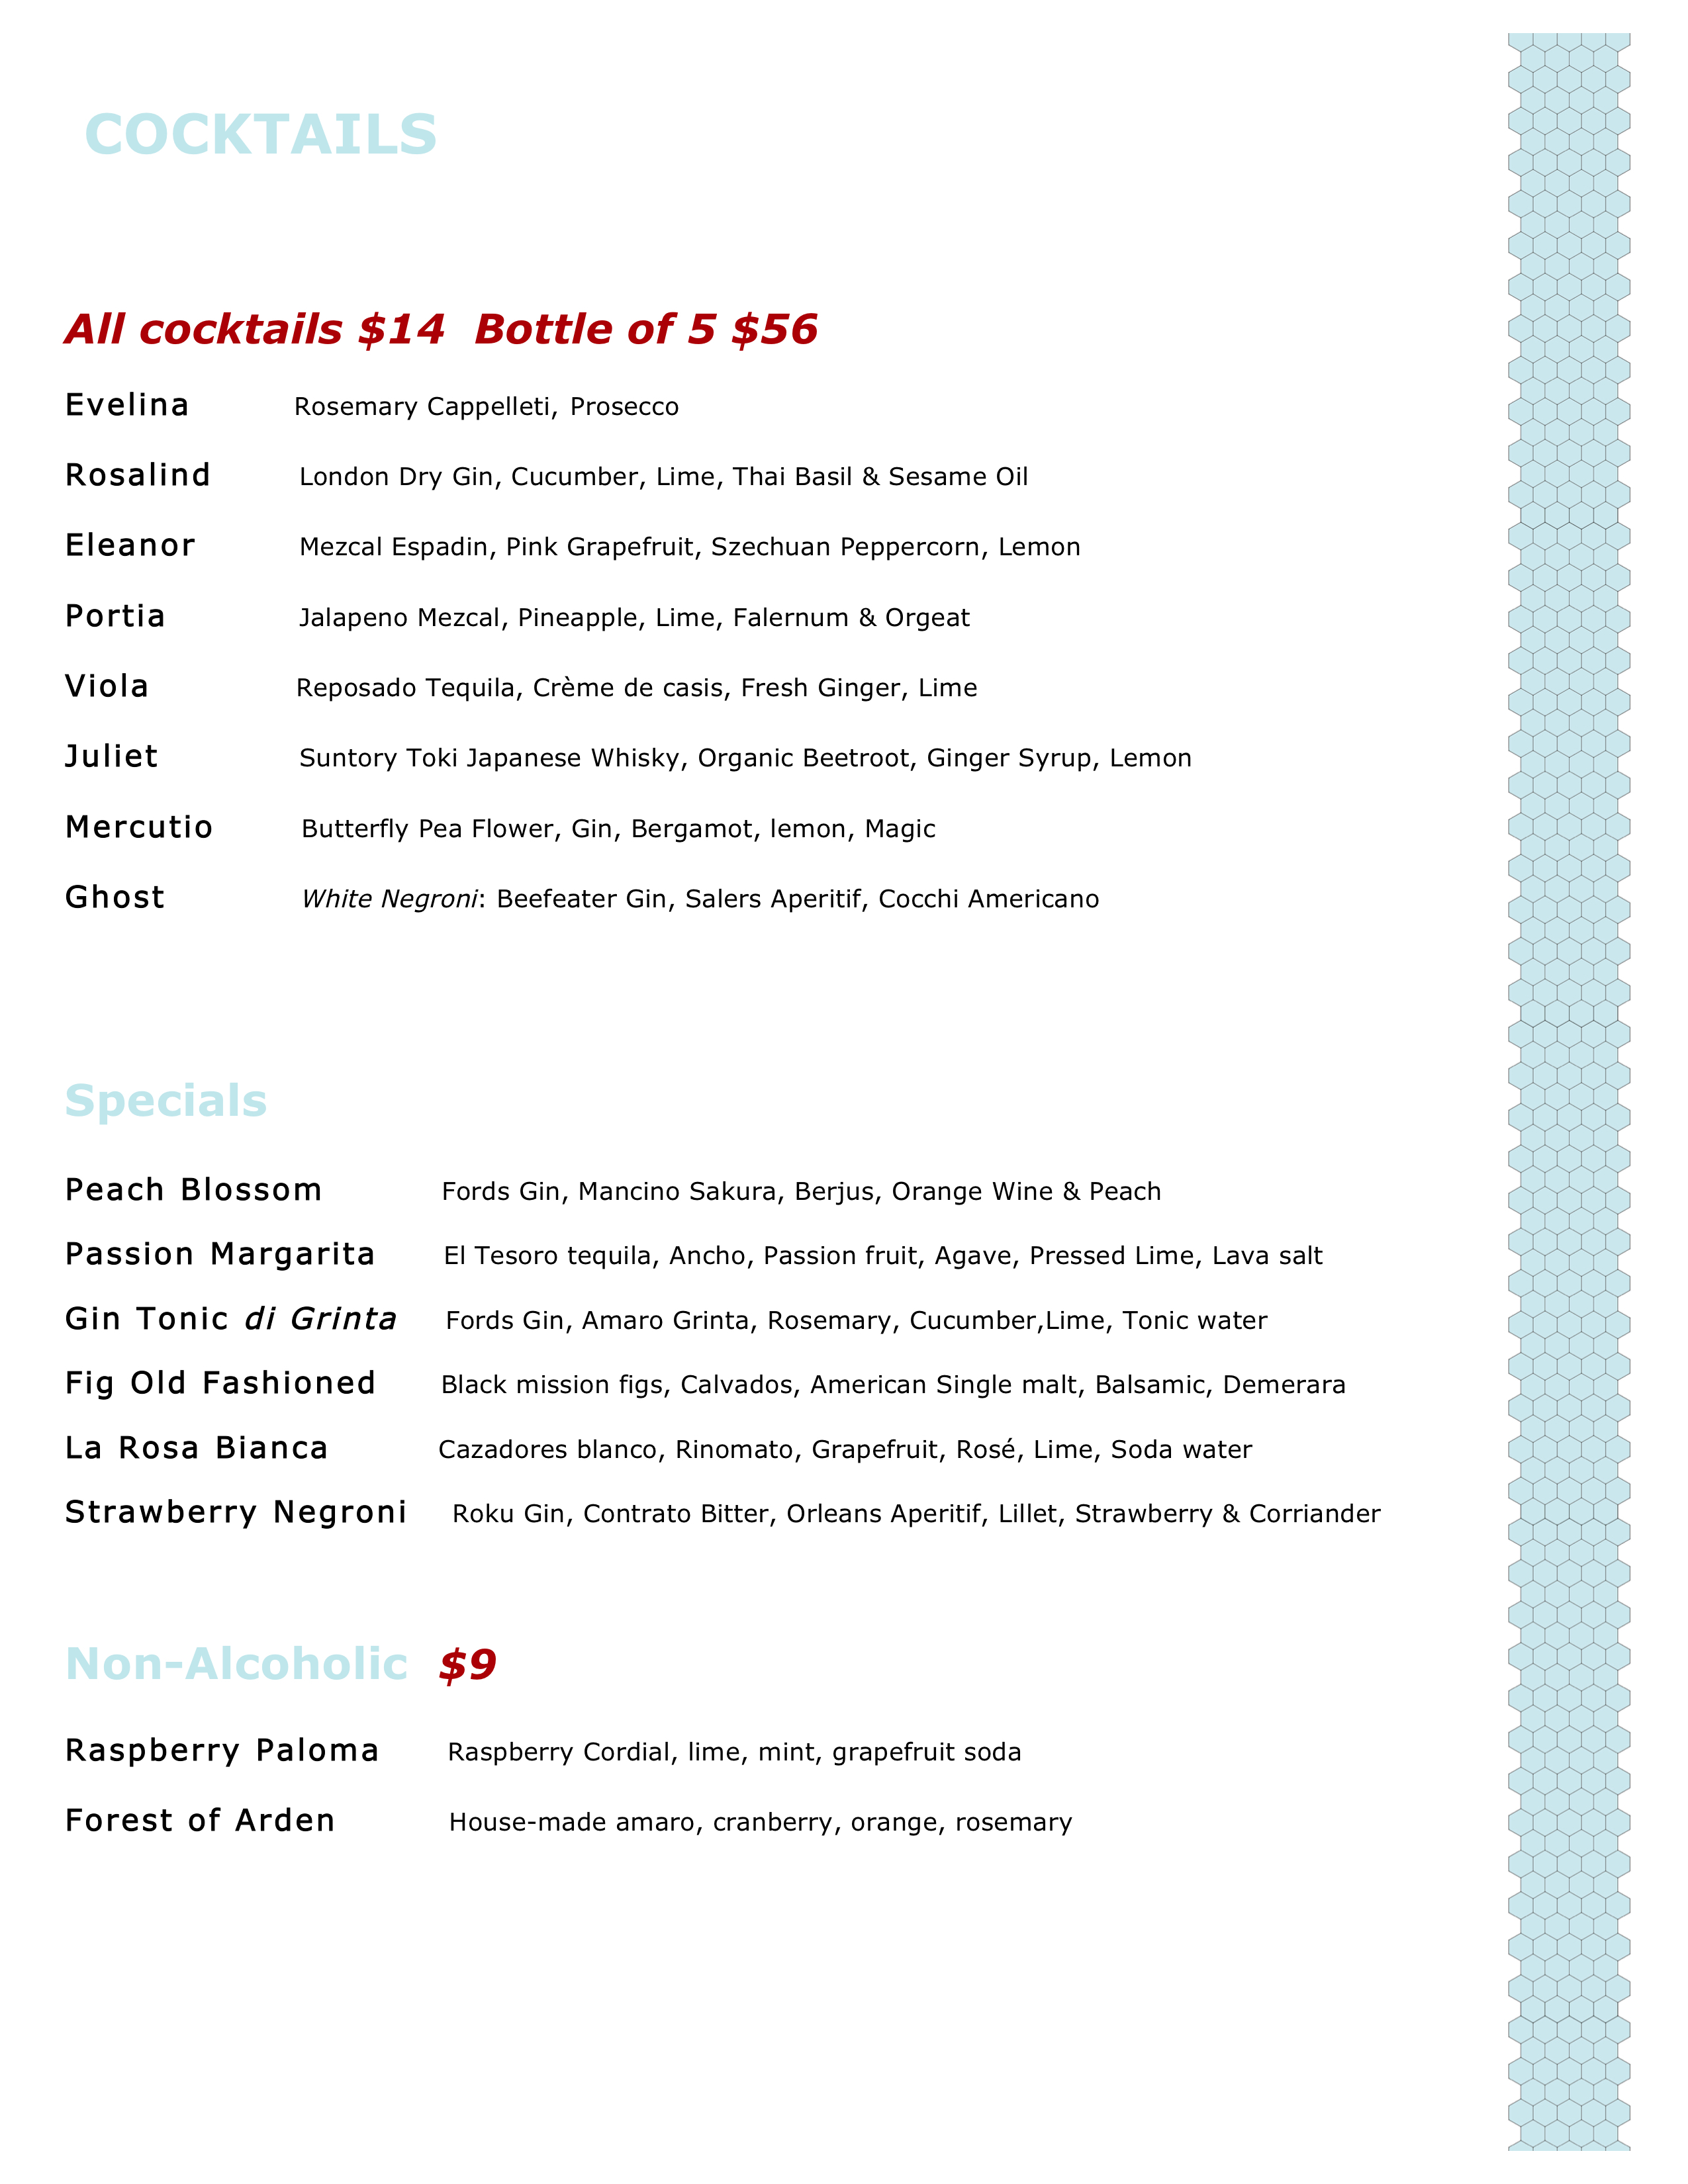 COCKTAILS
All cocktails $14 Bottle of 5 $56
Evelina Rosemary Cappelleti, Prosecco
Rosalind London Dry Gin, Cucumber, Lime, Thai Basil & Sesame Oil
Eleanor Mezcal Espadin, Pink Grapefruit, Szechuan Peppercorn, Lemon
Portia Jalapeno Mezcal, Pineapple, Lime, Falernum & Orgeat
Viola Reposado Tequila, Crème de casis, Fresh Ginger, Lime
Juliet Suntory Toki Japanese Whisky, Organic Beetroot, Ginger Syrup, Lemon
Mercutio Butterfly Pea Flower, Gin, Bergamot, lemon, Magic
Ghost White Negroni: Beefeater Gin, Salers Aperitif, Cocchi Americano
Specials
Peach Blossom Fords Gin, Mancino Sakura, Berjus, Orange Wine & Peach
Passion Margarita El Tesoro tequila, Ancho, Passion fruit, Agave, Pressed Lime, Lava salt
Gin Tonic di Grinta Fords Gin, Amaro Grinta, Rosemary, Cucumber,Lime, Tonic water
Fig Old Fashioned Black mission figs, Calvados, American Single malt, Balsamic, Demerara
La Rosa Bianca Cazadores blanco, Rinomato, Grapefruit, Rosé, Lime, Soda water
Strawberry Negroni Roku Gin, Contrato Bitter, Orleans Aperitif, Lillet, Strawberry & Corriander
Non-Alcoholic $9
Raspberry Paloma Raspberry Cordial, lime, mint, grapefruit soda
Forest of Arden House-made amaro, cranberry, orange, rosemary